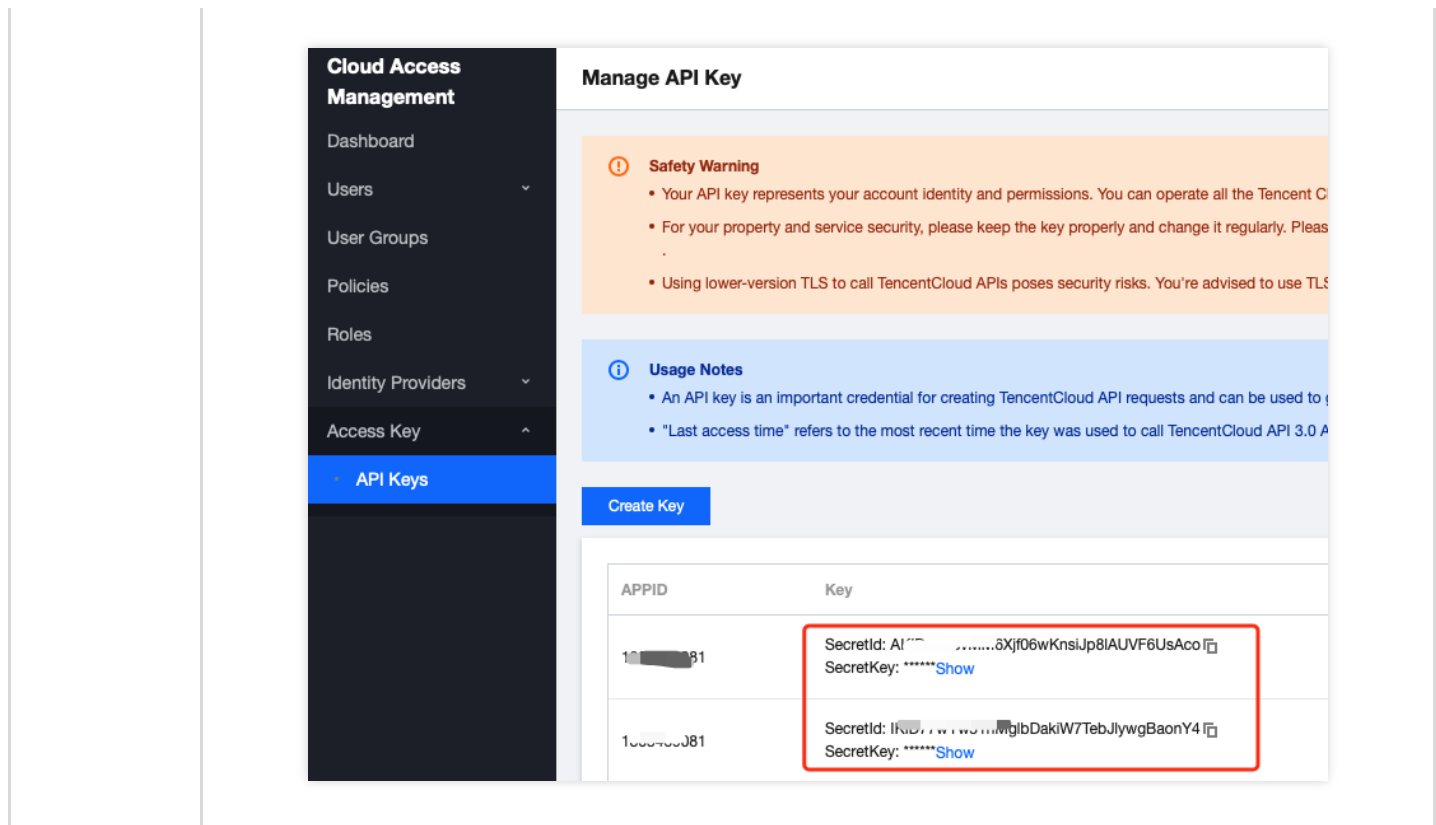 Cloud Access
Management
Dashboard
Users
User Groups
Policies
Roles
Identity Providers
Access Key
API Keys
Manage API Key
Safety Warning
• Your API key represents your account identity and permissions. You can operate all the Tencent C
• For your property and service security, please keep the key properly and change it regularly. Pleas
.
• Using lower-version TLS to call TencentCloud APIs poses security risks. You're advised to use TLS
Usage Notes
• An API key is an important credential for creating TencentCloud API requests and can be used to
• "Last access time" refers to the most recent time the key was used to call TencentCloud API 3.0 A
Create Key
APPID Key
SecretId:
SecretKey: ******Show
SecretId:
SecretKey: ******Show